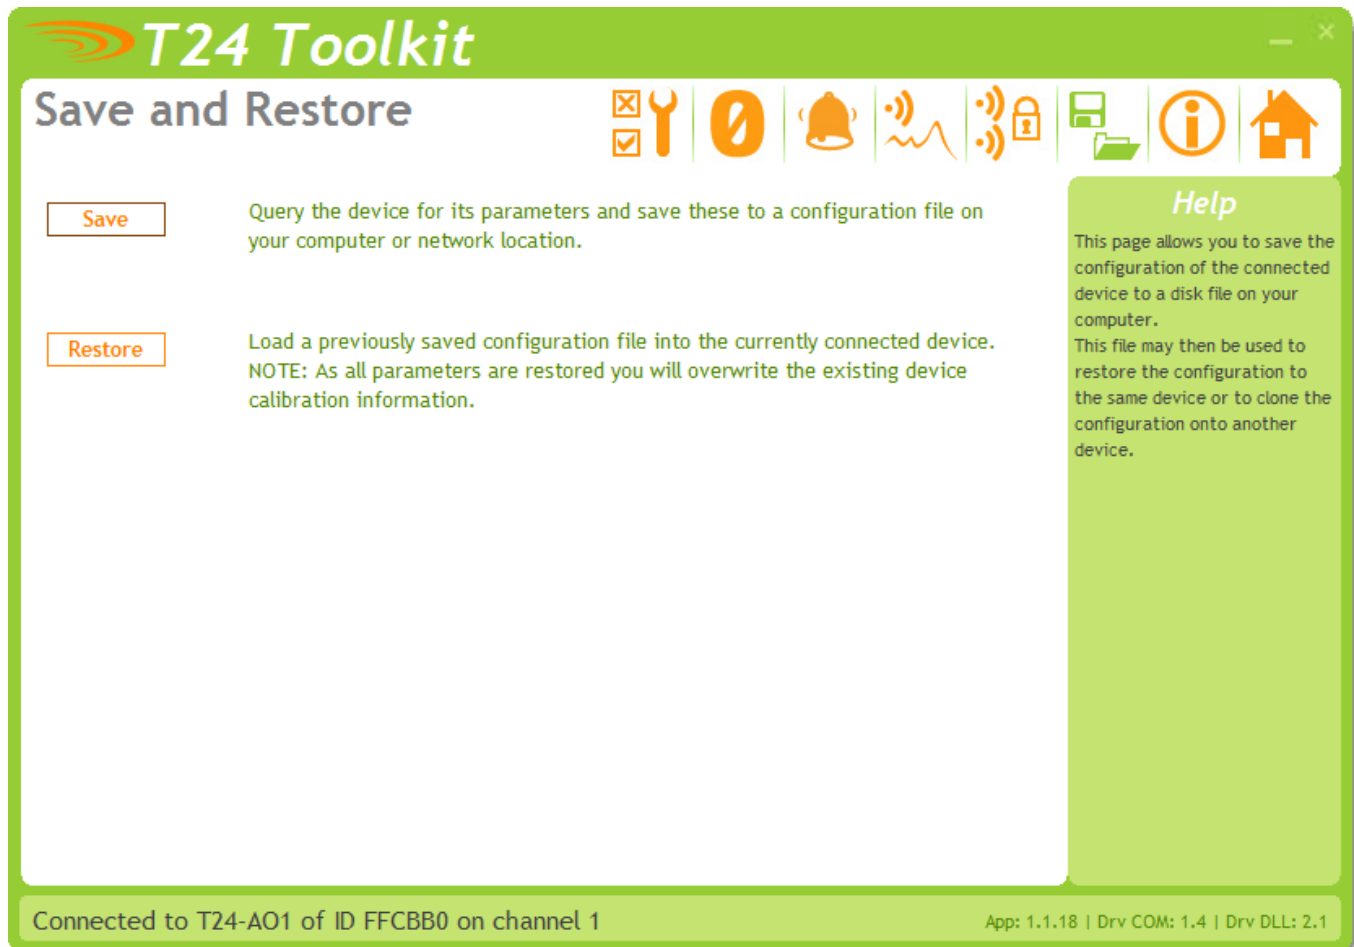 T24 Toolkit
Save and Restore
0
Save
Query the device for its parameters and save these to a configuration file on
your computer or network location.
Restore
Load a previously saved configuration file into the currently connected device.
NOTE: As all parameters are restored you will overwrite the existing device
calibration information.
Help
This page allows you to save the
configuration of the connected
device to a disk file on your
computer.
This file may then be used to
restore the configuration to
the same device or to clone the
configuration onto another
device.
Connected to T24-AO1 of ID FFCBB0 on channel 1
App: 1.1.18 | Drv COM: 1.4 | Drv DLL: 2.1